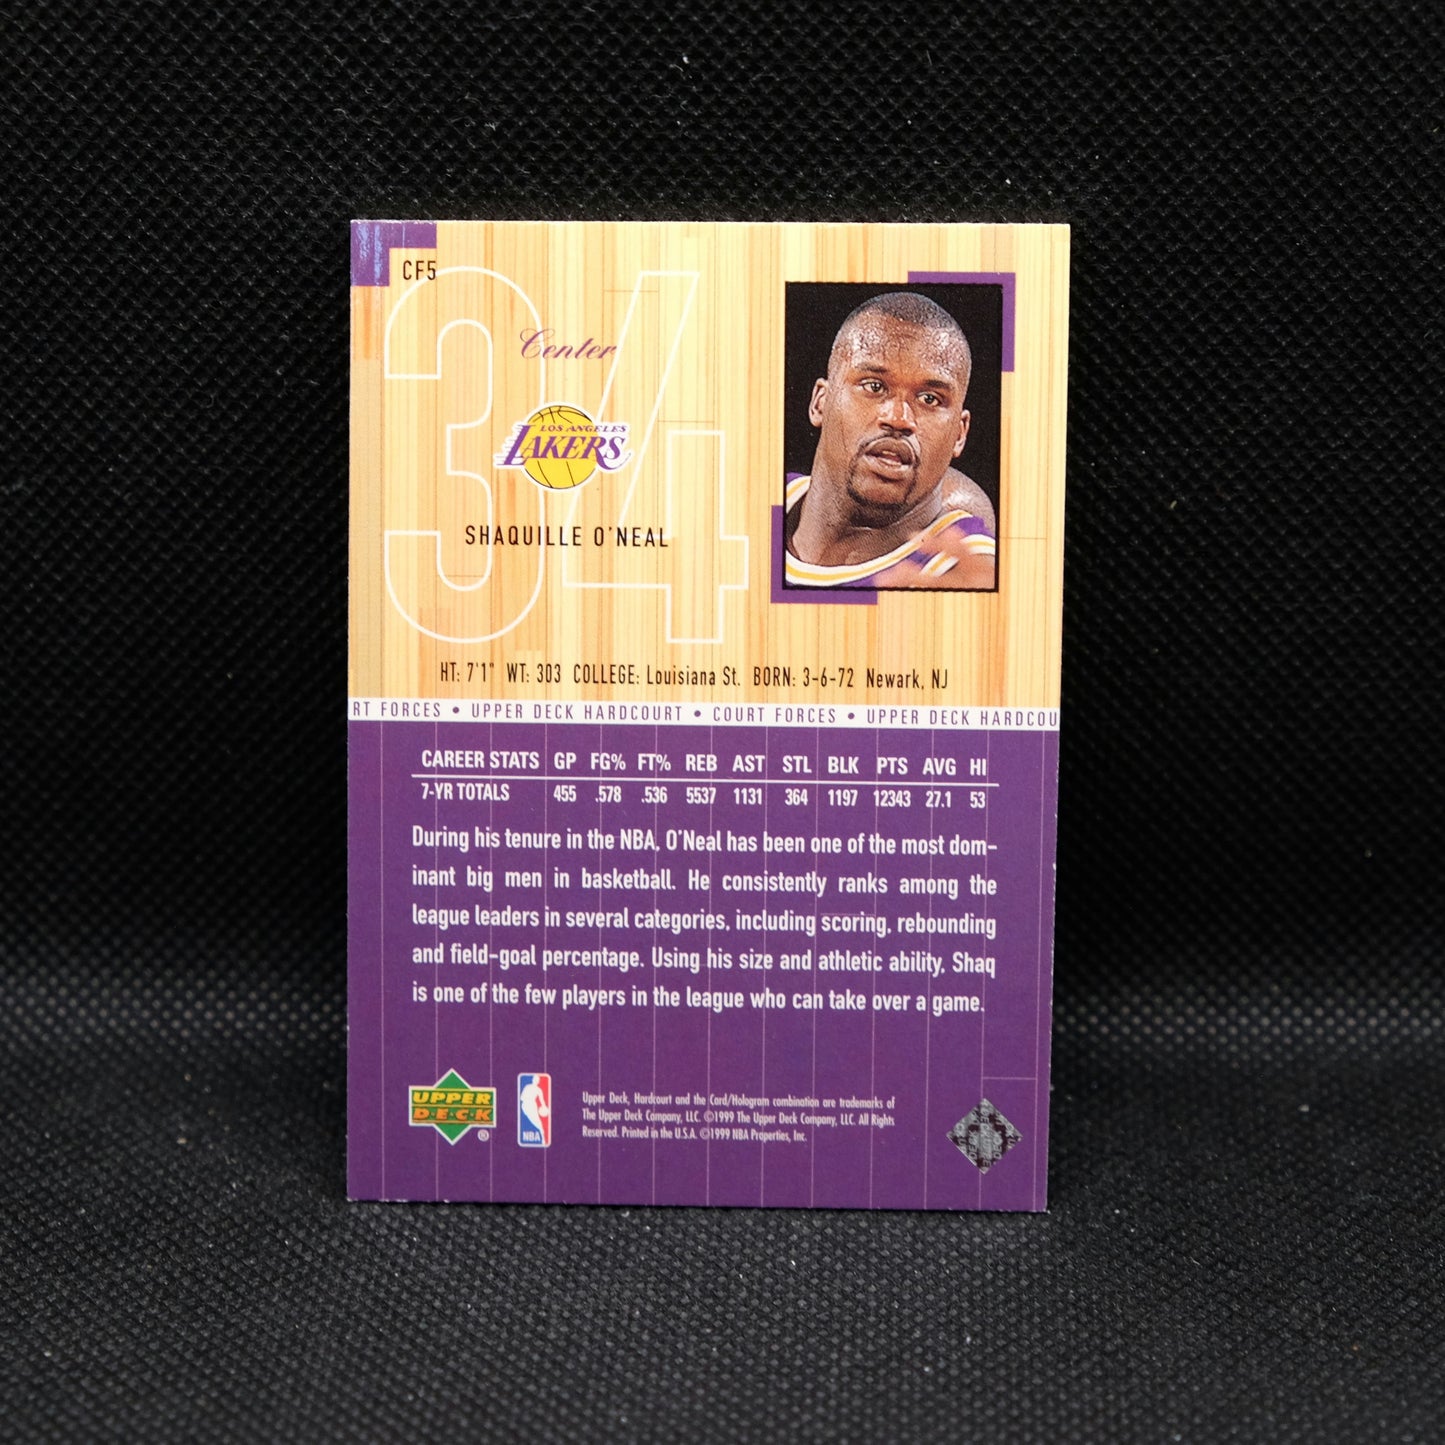 CF5
34
Center
LOS ANGELES
LAKERS
SHAQUILLE O'NEAL
HT: 7'1" WT: 303 COLLEGE: Louisiana St. BORN: 3-6-72 Newark, NJ
RT FORCES • UPPER DECK HARDCOURT • COURT FORCES • UPPER DECK HARDCOU
CAREER STATS GP FG% FT% REB AST STL BLK PTS AVG HI
7-YR TOTALS 455 .578 .536 5537 1131 364 1197 12343 27.1 53
During his tenure in the NBA, O'Neal has been one of the most dom-
inant big men in basketball. He consistently ranks among the
league leaders in several categories, including scoring, rebounding
and field-goal percentage. Using his size and athletic ability, Shaq
is one of the few players in the league who can take over a game.
UPPER
D·E·C·K
®
NBA
Upper Deck, Hardcourt and the Card/Hologram combination are trademarks of
The Upper Deck Company, LLC. ©1999 The Upper Deck Company, LLC. All Rights
Reserved. Printed in the U.S.A. ©1999 NBA Properties, Inc.